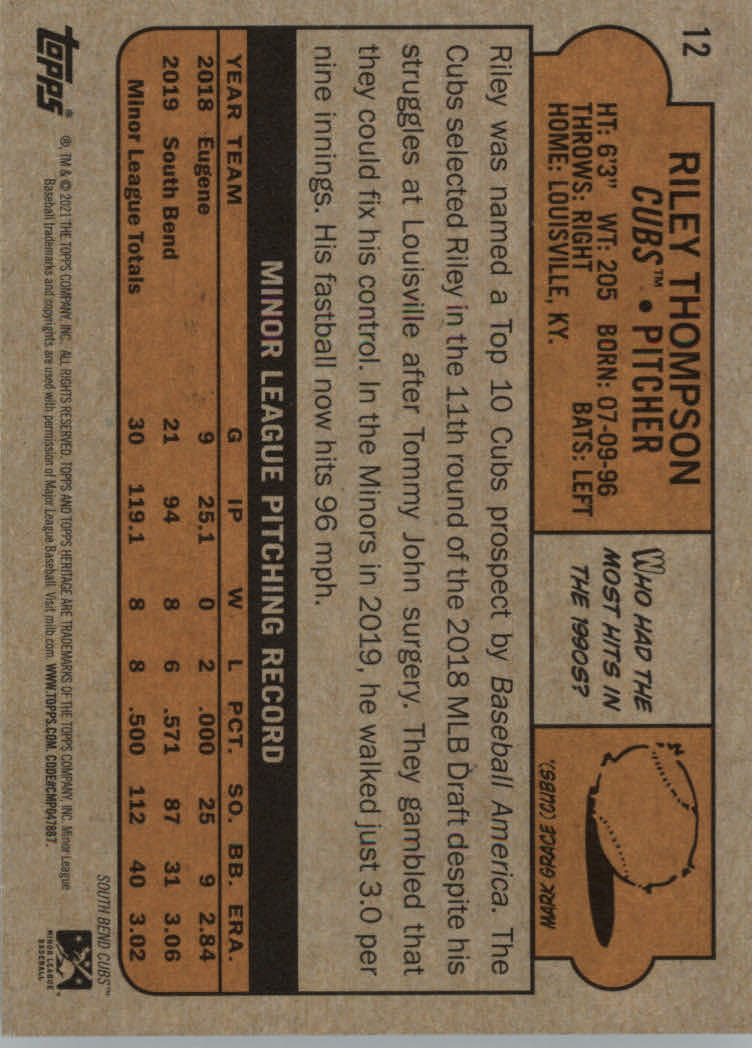 12
RILEY THOMPSON
CUBS™ • PITCHER
HT: 6'3" WT: 205 BORN: 07-09-96
THROWS: RIGHT BATS: LEFT
HOME: LOUISVILLE, KY.
WHO HAD THE
MOST HITS IN
THE 1990S?
MARK GRACE (CUBS).
Riley was named a Top 10 Cubs prospect by Baseball America. The
Cubs selected Riley in the 11th round of the 2018 MLB Draft despite his
struggles at Louisville after Tommy John surgery. They gambled that
they could fix his control. In the Minors in 2019, he walked just 3.0 per
nine innings. His fastball now hits 96 mph.
MINOR LEAGUE PITCHING RECORD
YEAR TEAM G IP W L PCT. SO. BB. ERA.
2018 Eugene 9 25.1 0 2 .000 25 9 2.84
2019 South Bend 21 94 8 6 .571 87 31 3.06
Minor League Totals 30 119.1 8 8 .500 112 40 3.02
SOUTH BEND CUBS™
topps®
®, TM & © 2021 THE TOPPS COMPANY, INC. ALL RIGHTS RESERVED. TOPPS AND TOPPS HERITAGE ARE TRADEMARKS OF THE TOPPS COMPANY, INC. Minor League
Baseball trademarks and copyrights are used with permission of Major League Baseball. Visit milb.com. WWW.TOPPS.COM. CODE#CMP047887.
MINOR LEAGUE
BASEBALL®